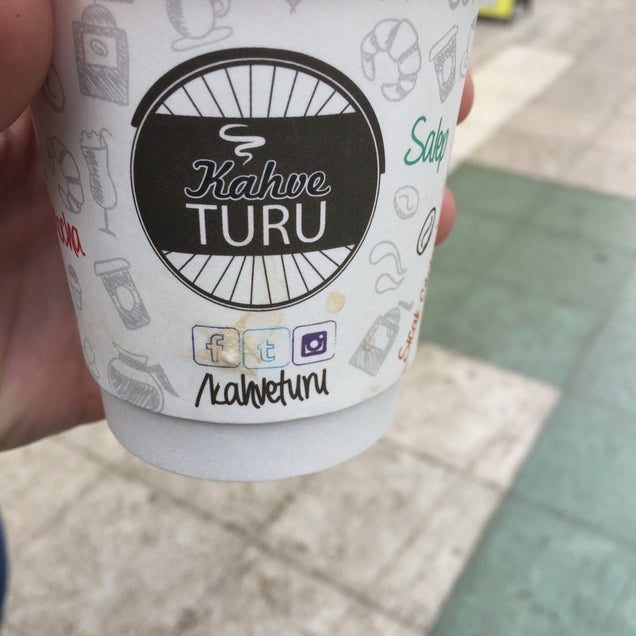 Kahve
TURU
Salep
f t
/kahveturu